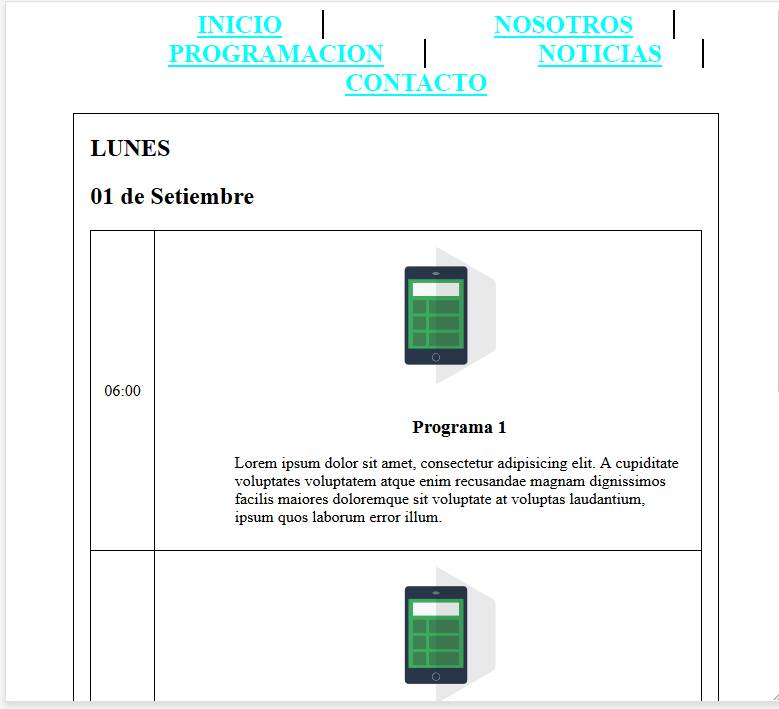 INICIO | NOSOTROS |
PROGRAMACION | NOTICIAS |
CONTACTO
LUNES
01 de Setiembre
06:00
Programa 1
Lorem ipsum dolor sit amet, consectetur adipisicing elit. A cupiditate
voluptates voluptatem atque enim recusandae magnam dignissimos
facilis maiores doloremque sit voluptate at voluptas laudantium,
ipsum quos laborum error illum.